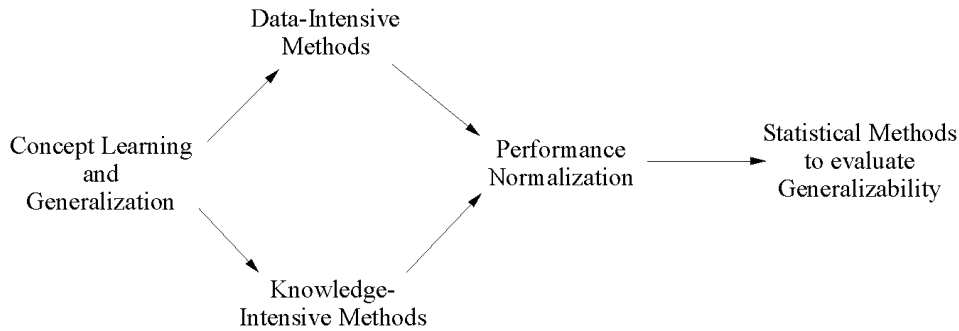 Data-Intensive
Methods
Concept Learning
and
Generalization
Performance
Normalization
Statistical Methods
to evaluate
Generalizability
Knowledge-
Intensive Methods